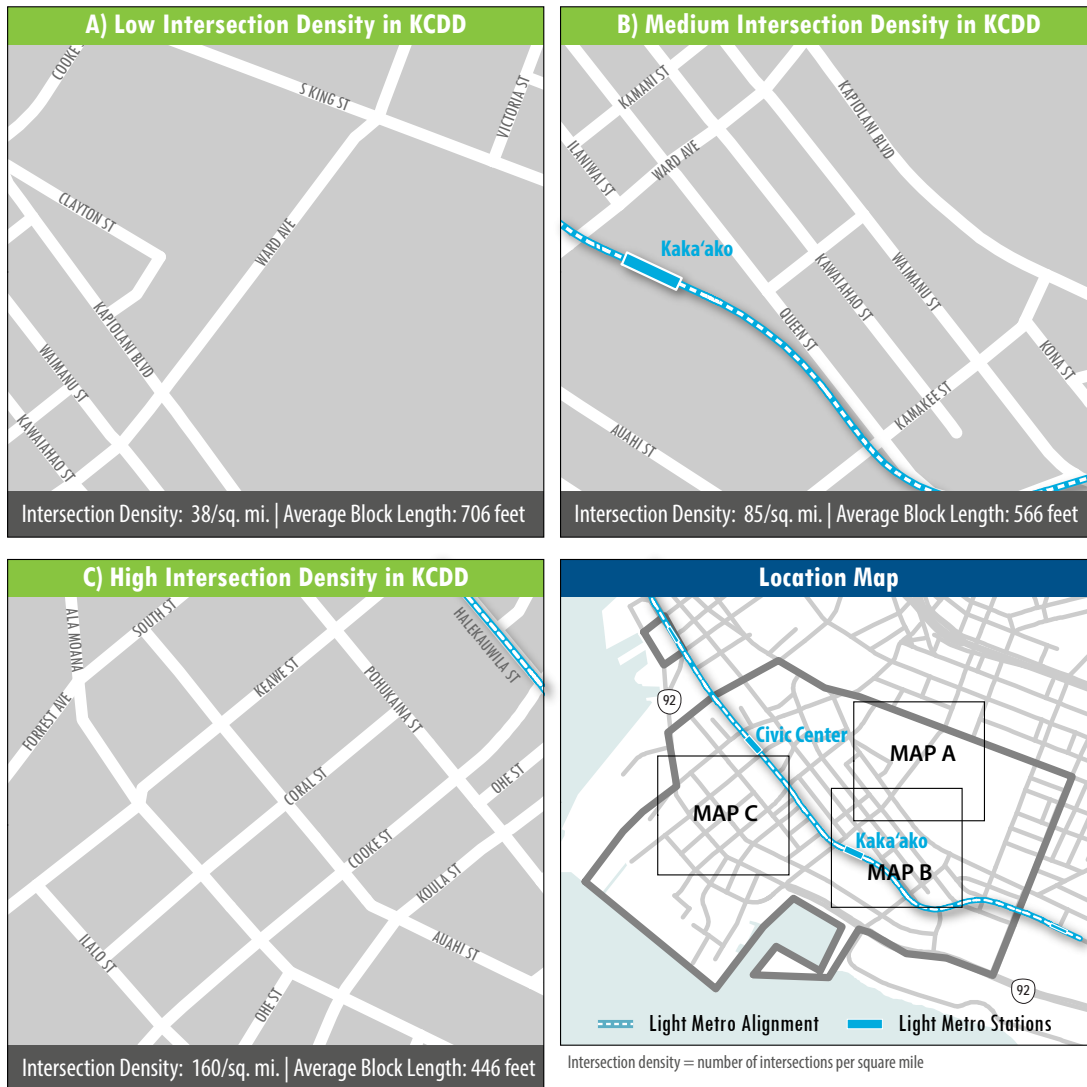 A) Low Intersection Density in KCDD
COOKE
S KING ST
VICTORIA ST
CLAYTON ST
WARD AVE
KAPIOLANI BLVD
WAIMANU ST
KAWAIAHAO ST
Intersection Density: 38/sq. mi. | Average Block Length: 706 feet
B) Medium Intersection Density in KCDD
KAMANI ST
KAPIOLANI BLVD
ILANIWAI ST
WARD AVE
Kaka‘ako
KAWAIAHAO ST
WAIMANU ST
QUEEN ST
KONA ST
KAMAKEE ST
AUAHI ST
Intersection Density: 85/sq. mi. | Average Block Length: 566 feet
C) High Intersection Density in KCDD
ALA MOANA
SOUTH ST
HALEKAUWILA ST
KEAWE ST
POHUKAINA ST
FORREST AVE
CORAL ST
OHE ST
COOKE ST
KOULA ST
AUAHI ST
ILALO ST
OHE ST
Intersection Density: 160/sq. mi. | Average Block Length: 446 feet
Location Map
92
Civic Center
MAP A
MAP C
Kaka‘ako
MAP B
92
Light Metro Alignment
Light Metro Stations
Intersection density = number of intersections per square mile